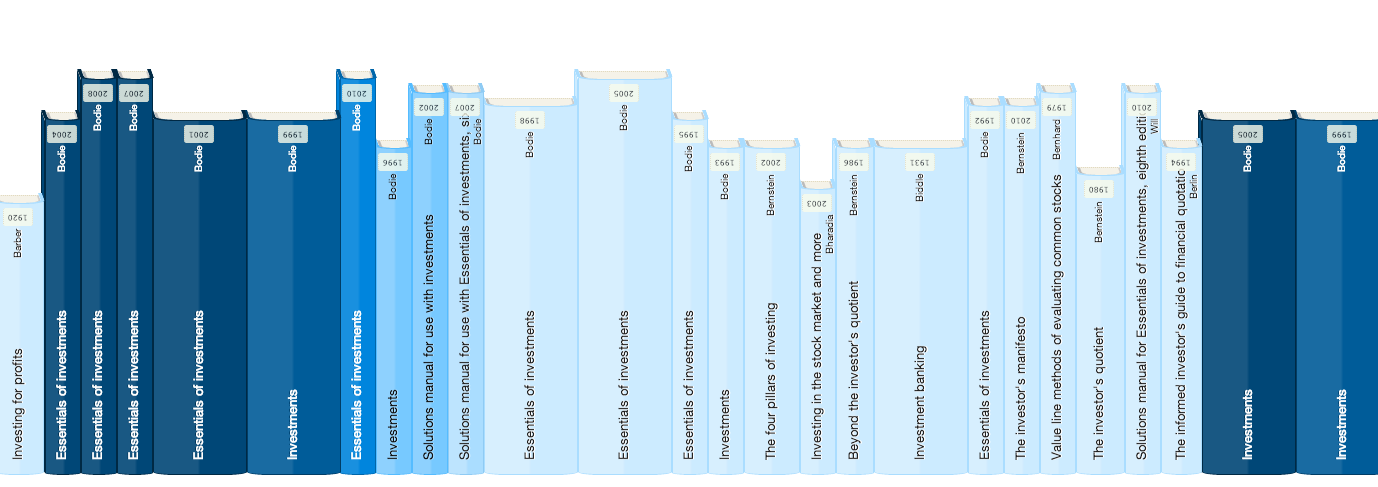 1920
Barber
Investing for profits
2004
Bodie
Essentials of investments
2008
Bodie
Essentials of investments
2007
Bodie
Essentials of investments
2001
Bodie
Essentials of investments
1999
Bodie
Investments
2010
Bodie
Essentials of investments
1996
Bodie
Investments
2002
Bodie
Solutions manual for use with investments
2007
Bodie
Solutions manual for use with Essentials of investments, si
1998
Bodie
Essentials of investments
2005
Bodie
Essentials of investments
1995
Bodie
Essentials of investments
1993
Bodie
Investments
2002
Bernstein
The four pillars of investing
2003
Bharadia
Investing in the stock market and more
1986
Bernstein
Beyond the investor's quotient
1931
Biddle
Investment banking
1992
Bodie
Essentials of investments
2010
Bernstein
The investor's manifesto
1979
Bernhard
Value line methods of evaluating common stocks
1980
Bernstein
The investor's quotient
2010
Will
Solutions manual for Essentials of investments, eighth editi
1994
Berlin
The informed investor's guide to financial quotatic
2005
Bodie
Investments
1999
Bodie
Investments